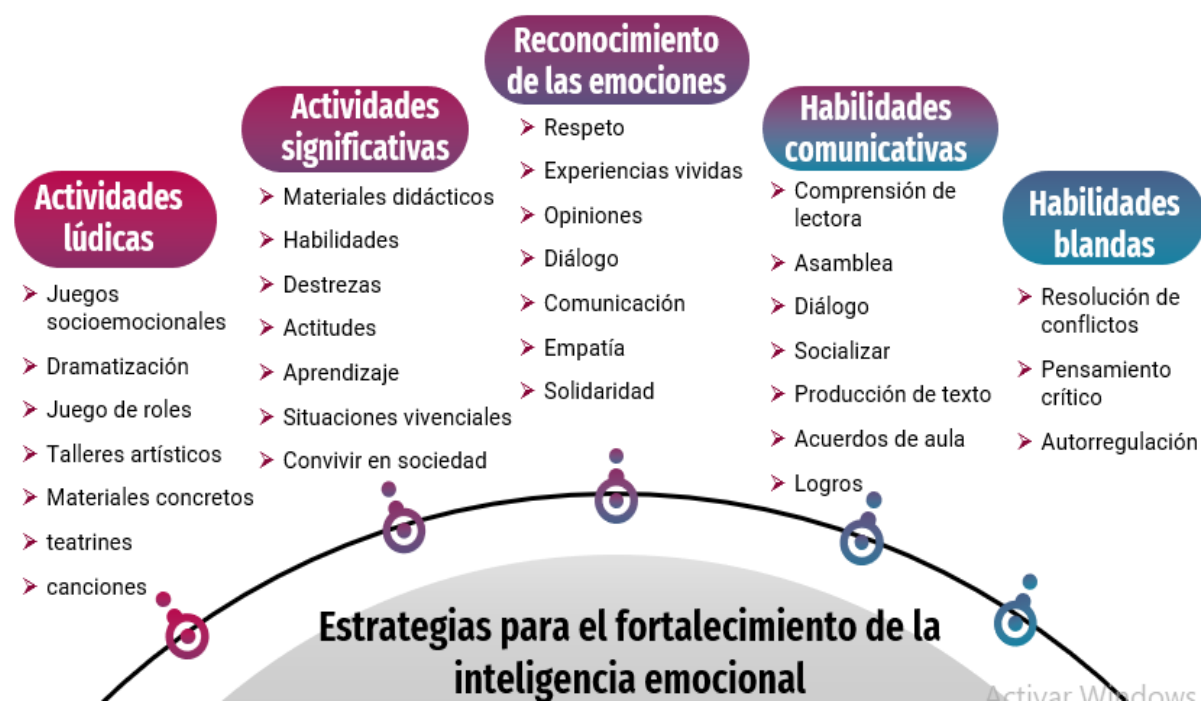 Actividades
lúdicas
Juegos
socioemocionales
Dramatización
Juego de roles
Talleres artísticos
Materiales concretos
teatrines
canciones
Actividades
significativas
Materiales didácticos
Habilidades
Destrezas
Actitudes
Aprendizaje
Situaciones vivenciales
Convivir en sociedad
Reconocimiento
de las emociones
Respeto
Experiencias vividas
Opiniones
Diálogo
Comunicación
Empatía
Solidaridad
Habilidades
comunicativas
Comprensión de
lectora
Asamblea
Diálogo
Socializar
Producción de texto
Acuerdos de aula
Logros
Habilidades
blandas
Resolución de
conflictos
Pensamiento
crítico
Autorregulación
Estrategias para el fortalecimiento de la
inteligencia emocional
Activar Windows